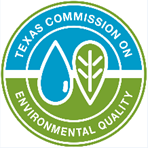 TEXAS COMMISSION ON
ENVIRONMENTAL QUALITY